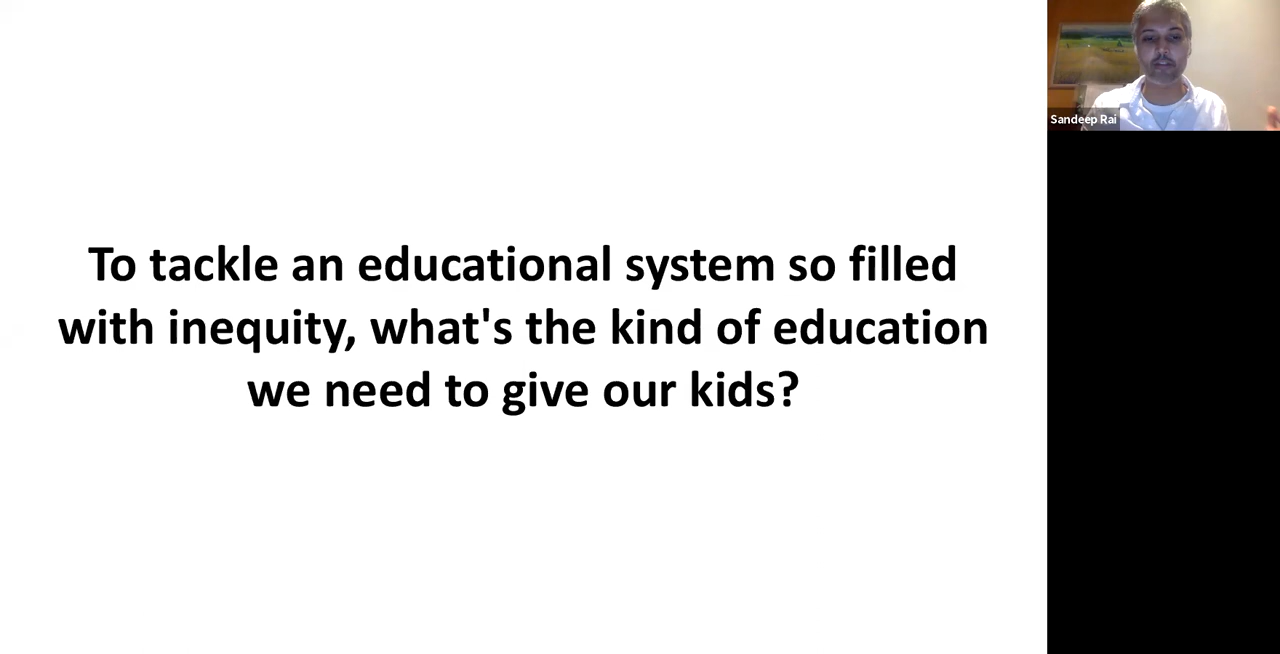 To tackle an educational system so filled
with inequity, what's the kind of education
we need to give our kids?
Sandeep Rai